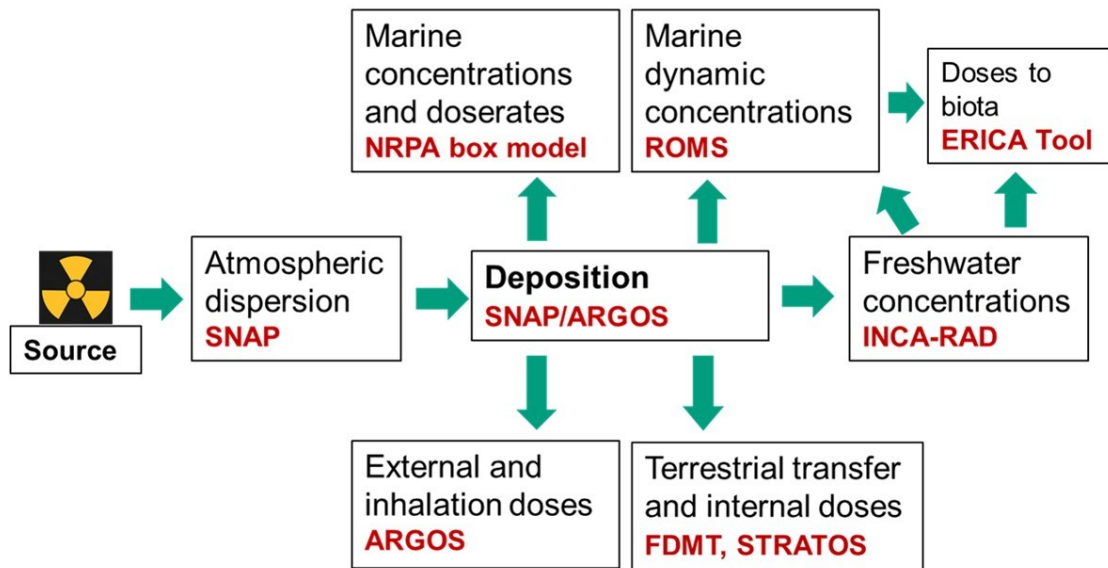 Marine
concentrations
and doserates
NRPA box model
Marine
dynamic
concentrations
ROMS
Doses to
biota
ERICA Tool
Source
Atmospheric
dispersion
SNAP
Deposition
SNAP/ARGOS
Freshwater
concentrations
INCA-RAD
External and
inhalation doses
ARGOS
Terrestrial transfer
and internal doses
FDMT, STRATOS